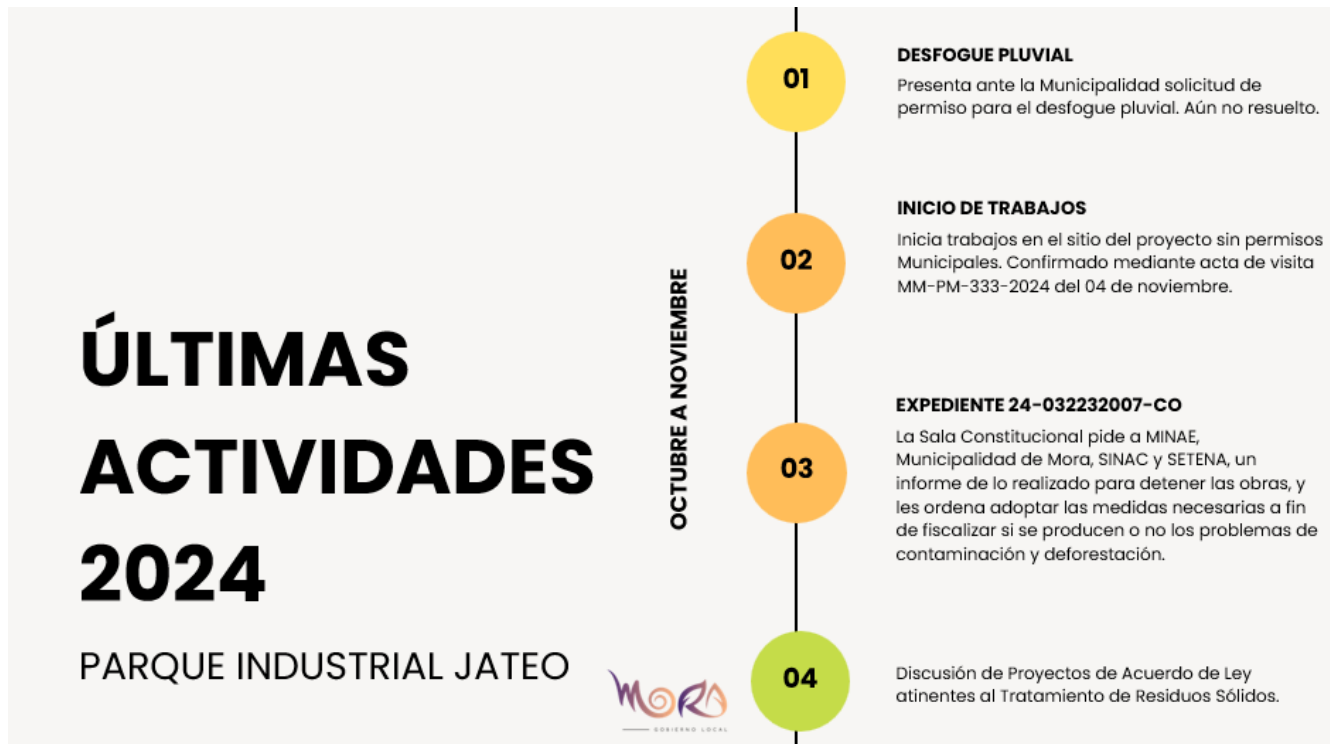 ÚLTIMAS
ACTIVIDADES
2024
PARQUE INDUSTRIAL JATEO
MORA
GOBIERNO LOCAL
OCTUBRE A NOVIEMBRE
01
DESFOGUE PLUVIAL
Presenta ante la Municipalidad solicitud de
permiso para el desfogue pluvial. Aún no resuelto.
02
INICIO DE TRABAJOS
Inicia trabajos en el sitio del proyecto sin permisos
Municipales. Confirmado mediante acta de visita
MM-PM-333-2024 del 04 de noviembre.
03
EXPEDIENTE 24-032232007-CO
La Sala Constitucional pide a MINAE,
Municipalidad de Mora, SINAC y SETENA, un
informe de lo realizado para detener las obras, y
les ordena adoptar las medidas necesarias a fin
de fiscalizar si se producen o no los problemas de
contaminación y deforestación.
04
Discusión de Proyectos de Acuerdo de Ley
atinentes al Tratamiento de Residuos Sólidos.